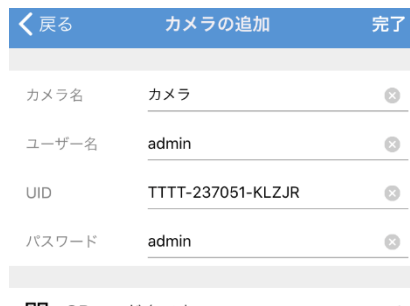 戻る カメラの追加 完了
カメラ名 カメラ
ユーザー名 admin
UID TTTT-237051-KLZJR
パスワード admin